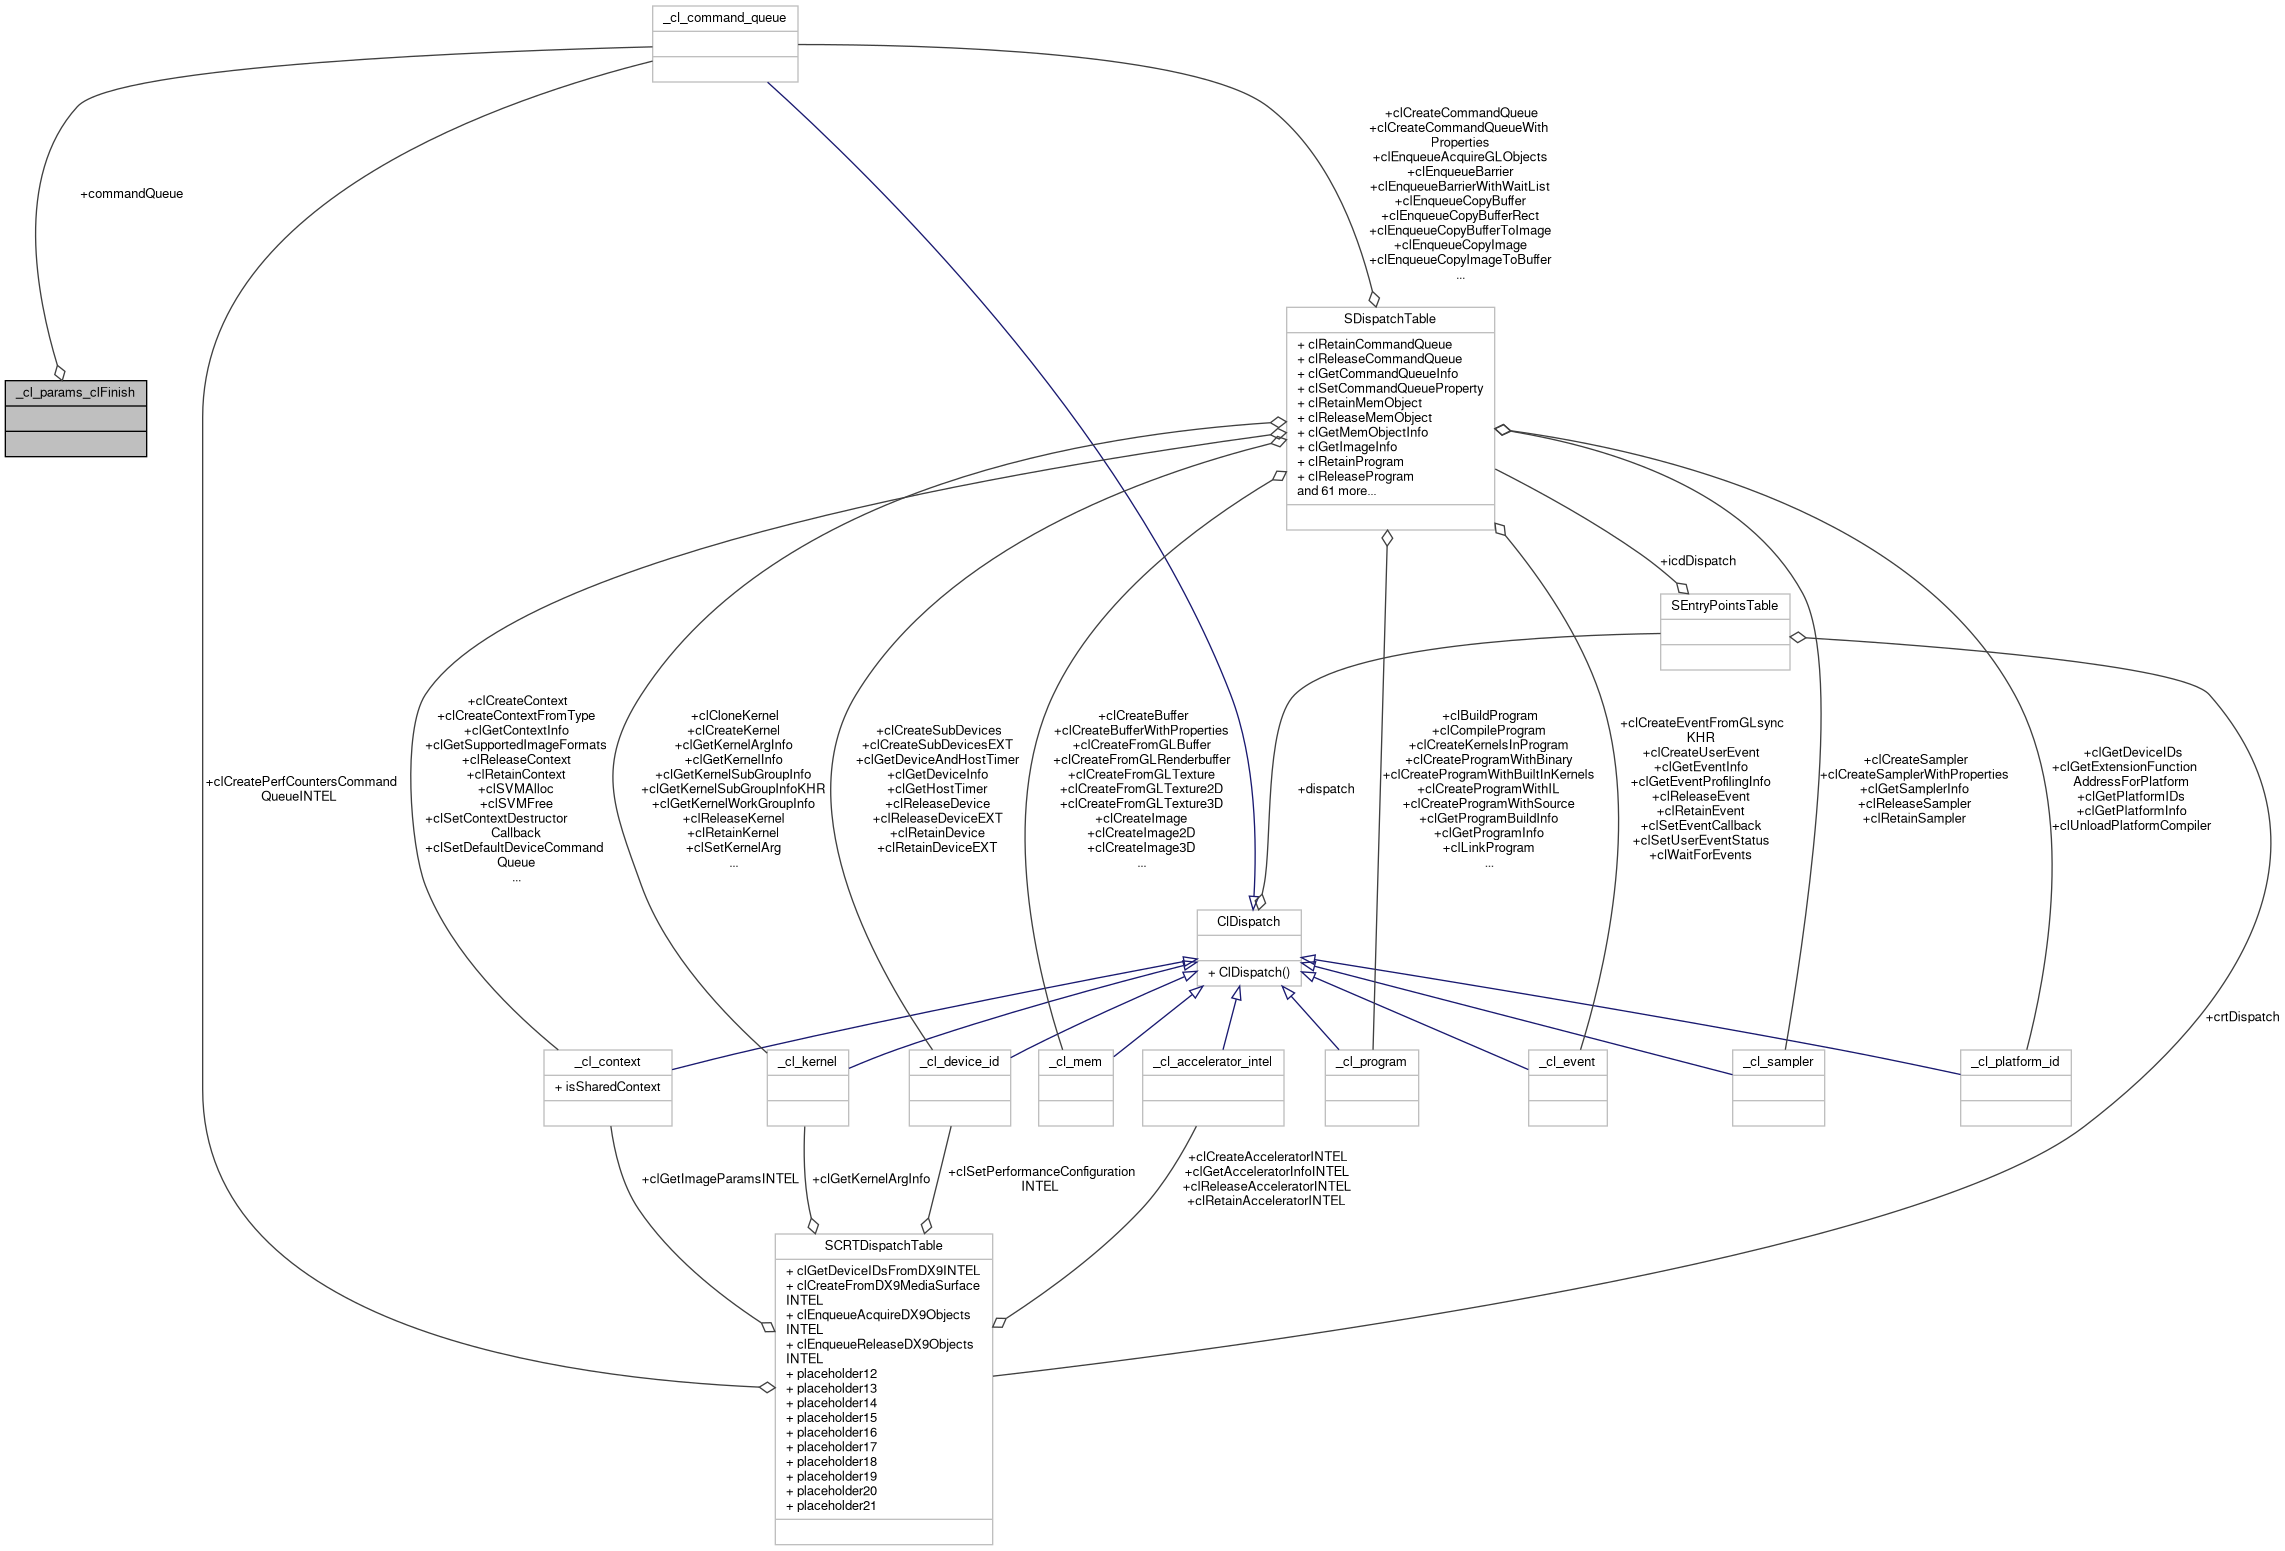 _cl_command_queue
+clCreateCommandQueue
+clCreateCommandQueueWith
Properties
+clEnqueueAcquireGLObjects
+clEnqueueBarrier
+clEnqueueBarrierWithWaitList
+clEnqueueCopyBuffer
+clEnqueueCopyBufferRect
+clEnqueueCopyBufferToImage
+clEnqueueCopyImage
+clEnqueueCopyImageToBuffer
...
+commandQueue
_cl_params_clFinish
SDispatchTable
+ clRetainCommandQueue
+ clReleaseCommandQueue
+ clGetCommandQueueInfo
+ clSetCommandQueueProperty
+ clRetainMemObject
+ clReleaseMemObject
+ clGetMemObjectInfo
+ clGetImageInfo
+ clRetainProgram
+ clReleaseProgram
and 61 more...
+icdDispatch
SEntryPointsTable
+clCreatePerfCountersCommand
QueueINTEL
+clCreateContext
+clCreateContextFromType
+clGetContextInfo
+clGetSupportedImageFormats
+clReleaseContext
+clRetainContext
+clSVMAlloc
+clSVMFree
+clSetContextDestructor
Callback
+clSetDefaultDeviceCommand
Queue
...
+clCloneKernel
+clCreateKernel
+clGetKernelArgInfo
+clGetKernelInfo
+clGetKernelSubGroupInfo
+clGetKernelSubGroupInfoKHR
+clGetKernelWorkGroupInfo
+clReleaseKernel
+clRetainKernel
+clSetKernelArg
...
+clCreateSubDevices
+clCreateSubDevicesEXT
+clGetDeviceAndHostTimer
+clGetDeviceInfo
+clGetHostTimer
+clReleaseDevice
+clReleaseDeviceEXT
+clRetainDevice
+clRetainDeviceEXT
+clCreateBuffer
+clCreateBufferWithProperties
+clCreateFromGLBuffer
+clCreateFromGLRenderbuffer
+clCreateFromGLTexture
+clCreateFromGLTexture2D
+clCreateFromGLTexture3D
+clCreateImage
+clCreateImage2D
+clCreateImage3D
...
+dispatch
+clBuildProgram
+clCompileProgram
+clCreateKernelsInProgram
+clCreateProgramWithBinary
+clCreateProgramWithBuiltInKernels
+clCreateProgramWithIL
+clCreateProgramWithSource
+clGetProgramBuildInfo
+clGetProgramInfo
+clLinkProgram
...
+clCreateEventFromGLsync
KHR
+clCreateUserEvent
+clGetEventInfo
+clGetEventProfilingInfo
+clReleaseEvent
+clRetainEvent
+clSetEventCallback
+clSetUserEventStatus
+clWaitForEvents
+clCreateSampler
+clCreateSamplerWithProperties
+clGetSamplerInfo
+clReleaseSampler
+clRetainSampler
+clGetDeviceIDs
+clGetExtensionFunction
AddressForPlatform
+clGetPlatformIDs
+clGetPlatformInfo
+clUnloadPlatformCompiler
ClDispatch
+ ClDispatch()
+crtDispatch
_cl_context
+ isSharedContext
_cl_kernel
_cl_device_id
_cl_mem
_cl_accelerator_intel
_cl_program
_cl_event
_cl_sampler
_cl_platform_id
+clGetImageParamsINTEL
+clGetKernelArgInfo
+clSetPerformanceConfiguration
INTEL
+clCreateAcceleratorINTEL
+clGetAcceleratorInfoINTEL
+clReleaseAcceleratorINTEL
+clRetainAcceleratorINTEL
SCRTDispatchTable
+ clGetDeviceIDsFromDX9INTEL
+ clCreateFromDX9MediaSurface
INTEL
+ clEnqueueAcquireDX9Objects
INTEL
+ clEnqueueReleaseDX9Objects
INTEL
+ placeholder12
+ placeholder13
+ placeholder14
+ placeholder15
+ placeholder16
+ placeholder17
+ placeholder18
+ placeholder19
+ placeholder20
+ placeholder21